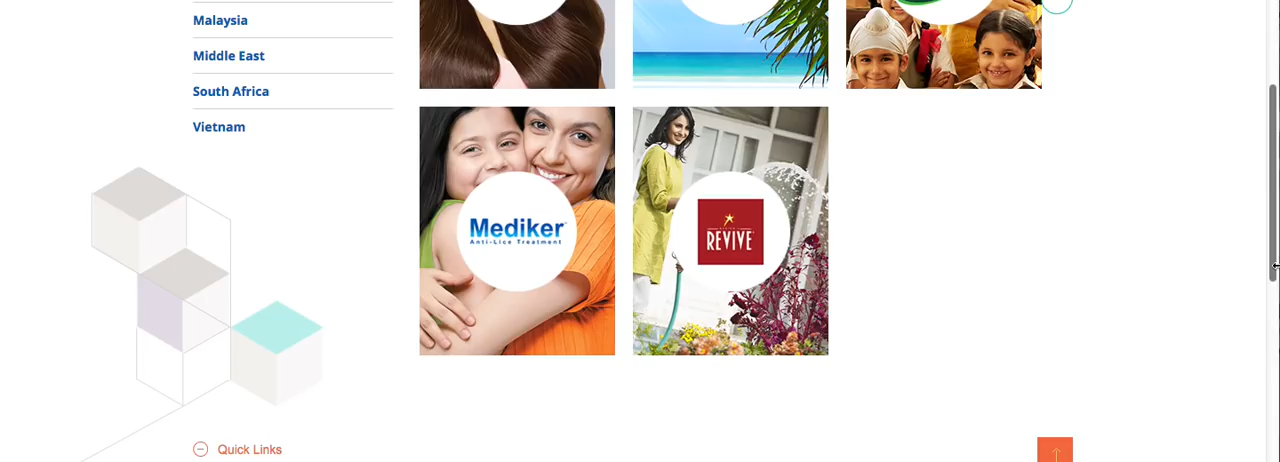 Malaysia
Middle East
South Africa
Vietnam
Mediker
Anti-Lice Treatment
REVIVE
Quick Links